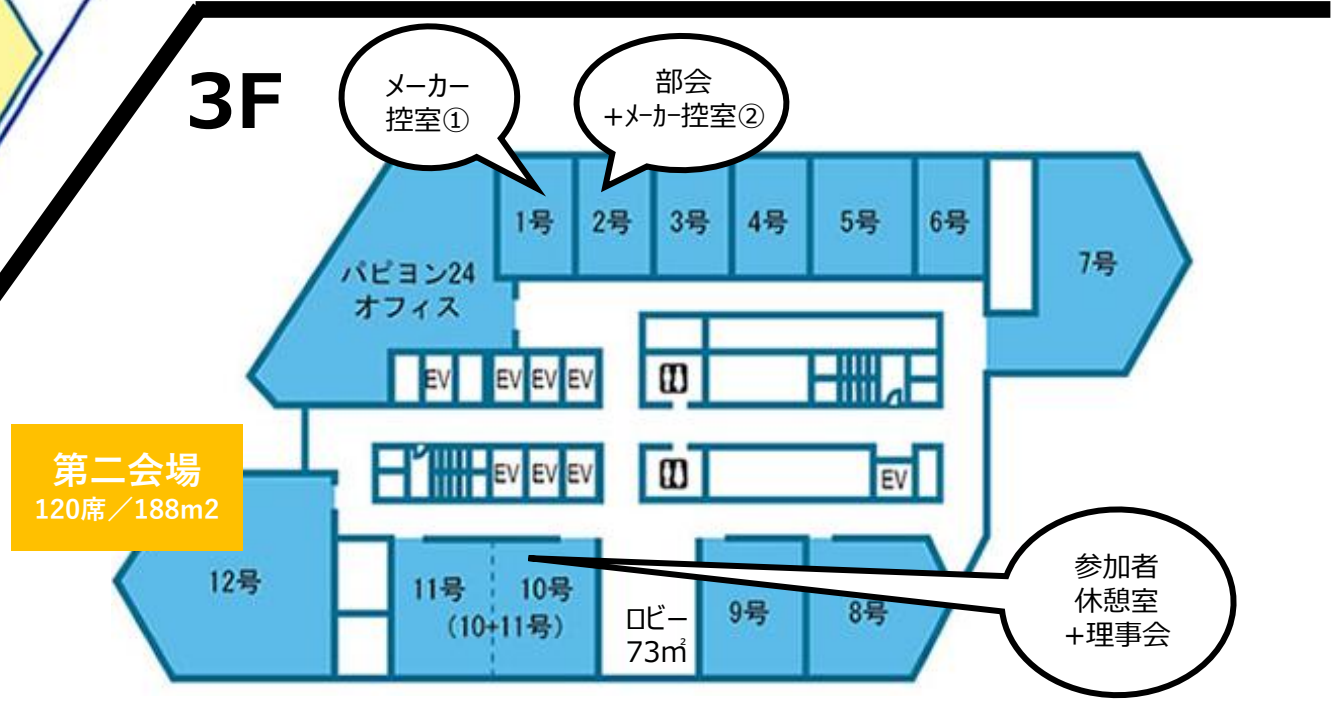 3F
メーカー
控室①
部会
+メーカー控室②
1号
2号
3号
4号
5号
6号
7号
パピヨン24
オフィス
EV
EV
EV
EV
第二会場
120席／188m2
EV
EV
EV
EV
12号
11号
10号
(10+11号)
ロビー
73㎡
9号
8号
参加者
休憩室
+理事会